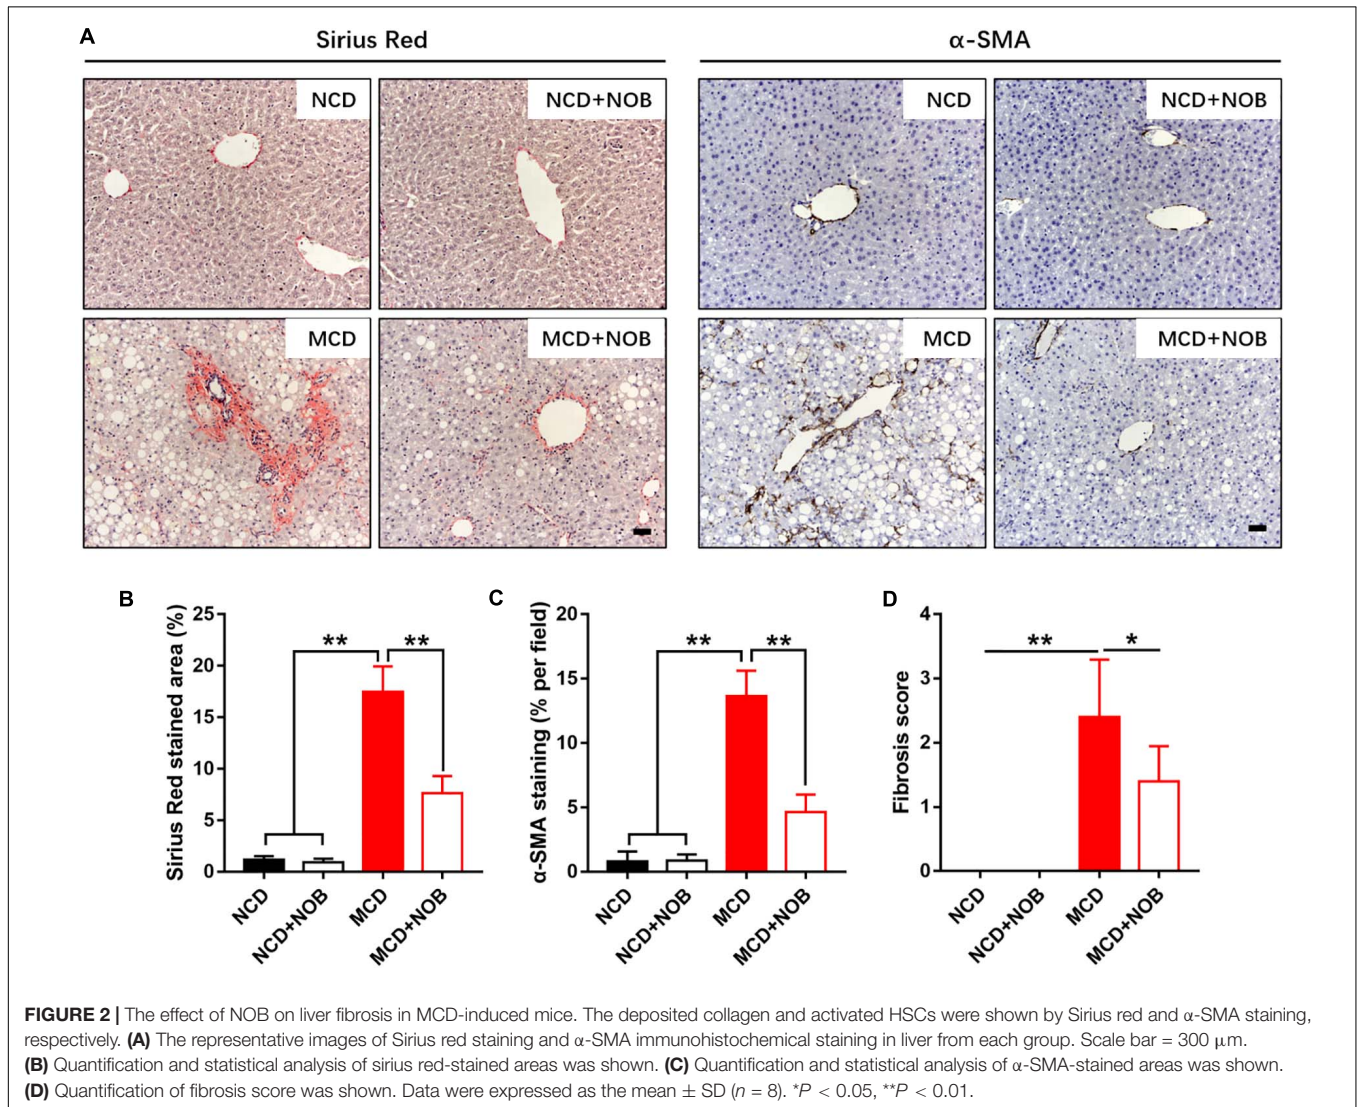 A
Sirius Red
α-SMA
NCD
NCD+NOB
NCD
NCD+NOB
MCD
MCD+NOB
MCD
MCD+NOB
B
Sirius Red stained area (%)
25
20
15
10
5
0
**
**
NCD
NCD+NOB
MCD
MCD+NOB
C
α-SMA staining (% per field)
20
15
10
5
0
**
**
NCD
NCD+NOB
MCD
MCD+NOB
D
Fibrosis score
4
3
2
1
0
**
*
NCD
NCD+NOB
MCD
MCD+NOB
FIGURE 2 | The effect of NOB on liver fibrosis in MCD-induced mice. The deposited collagen and activated HSCs were shown by Sirius red and α-SMA staining,
respectively. (A) The representative images of Sirius red staining and α-SMA immunohistochemical staining in liver from each group. Scale bar = 300 μm.
(B) Quantification and statistical analysis of sirius red-stained areas was shown. (C) Quantification and statistical analysis of α-SMA-stained areas was shown.
(D) Quantification of fibrosis score was shown. Data were expressed as the mean ± SD (n = 8). *P < 0.05, **P < 0.01.